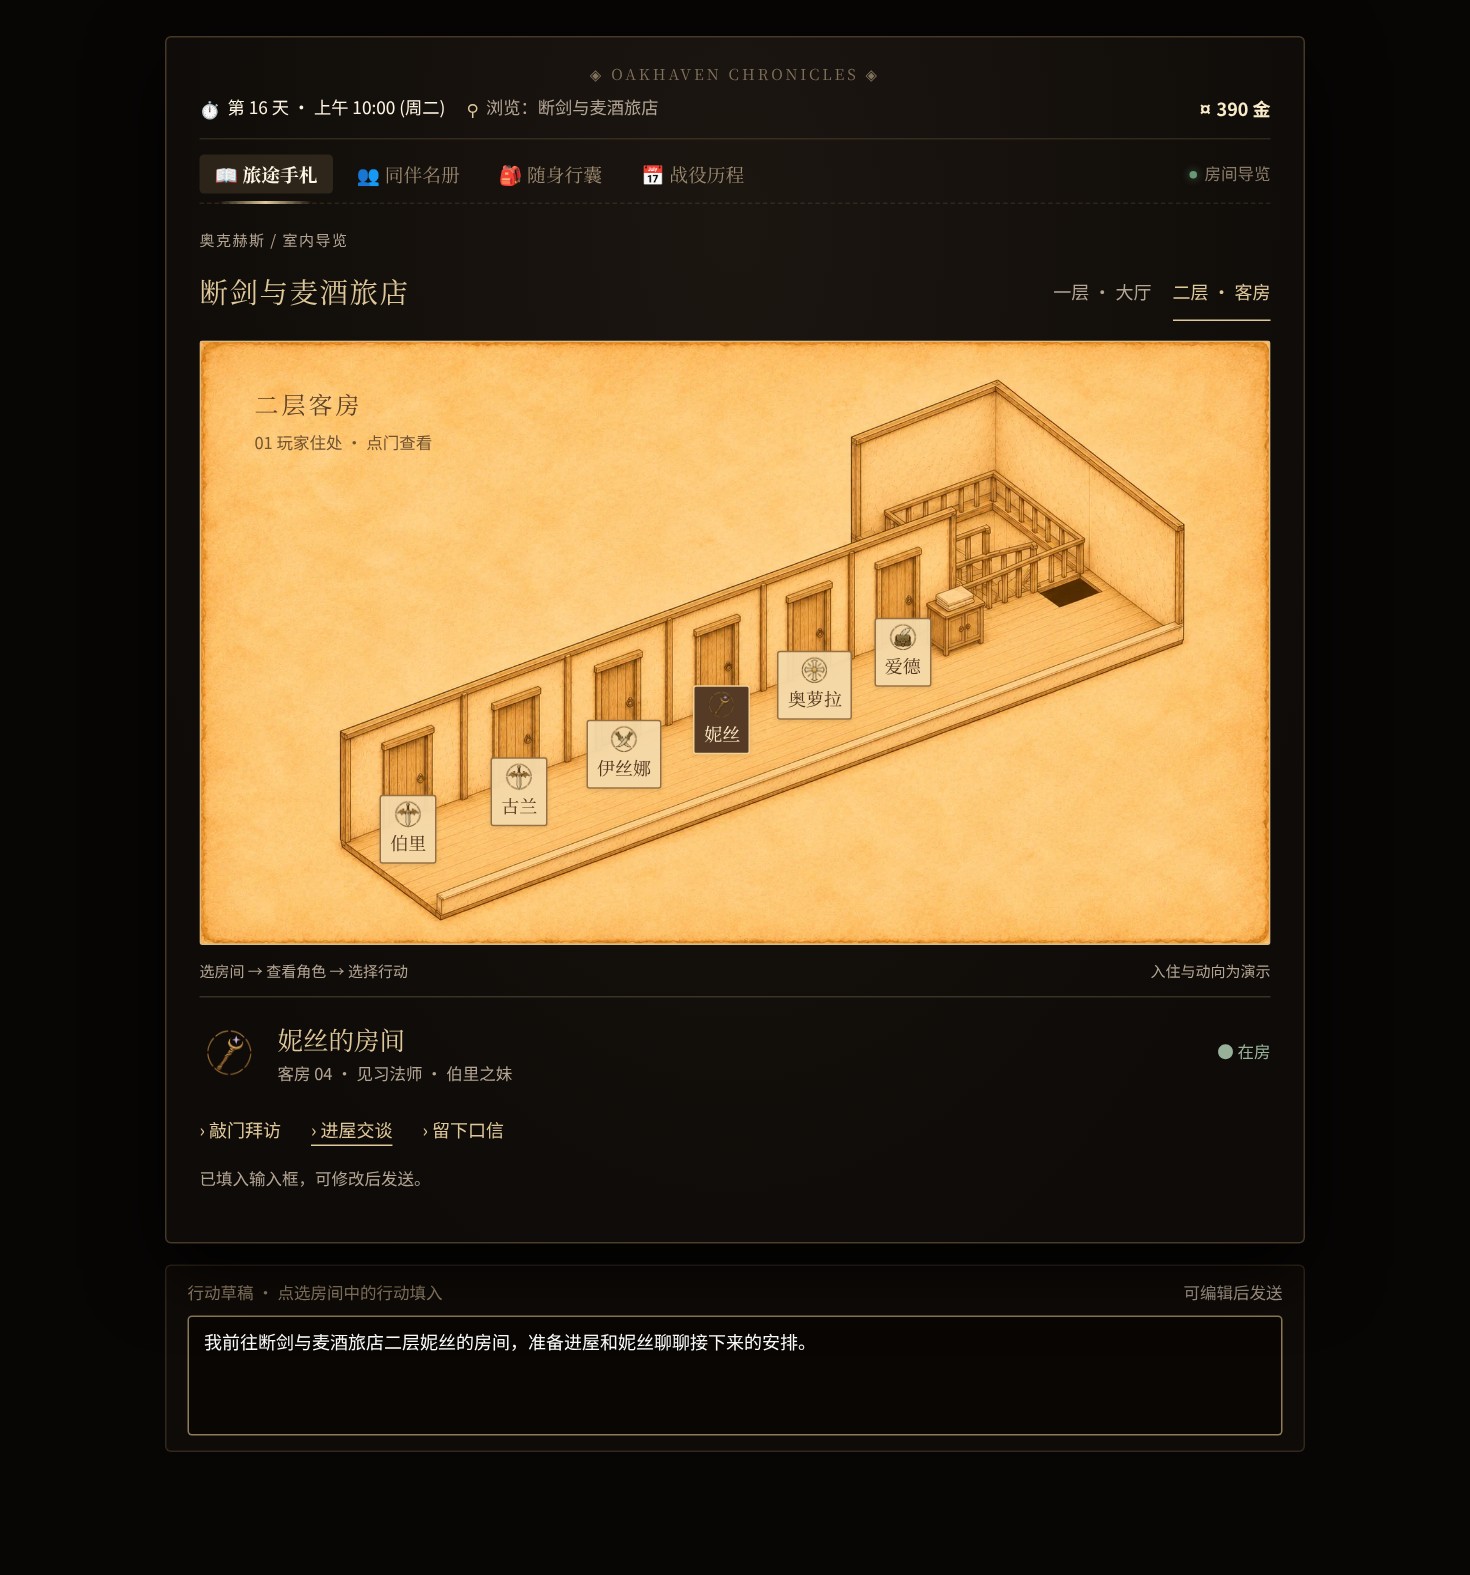 ◈ OAKHAVEN CHRONICLES ◈
第 16 天 · 上午 10:00 (周二) 浏览：断剑与麦酒旅店 ¤ 390 金
旅途手札 同伴名册 随身行囊 战役历程 房间导览
奥克赫斯 / 室内导览
断剑与麦酒旅店 一层 · 大厅 二层 · 客房
二层客房
01 玩家住处 · 点门查看
爱德
奥萝拉
妮丝
伊丝娜
古兰
伯里
选房间 → 查看角色 → 选择行动 入住与动向为演示
妮丝的房间
客房 04 · 见习法师 · 伯里之妹 在房
› 敲门拜访 › 进屋交谈 › 留下口信
已填入输入框，可修改后发送。
行动草稿 · 点选房间中的行动填入 可编辑后发送
我前往断剑与麦酒旅店二层妮丝的房间，准备进屋和妮丝聊聊接下来的安排。